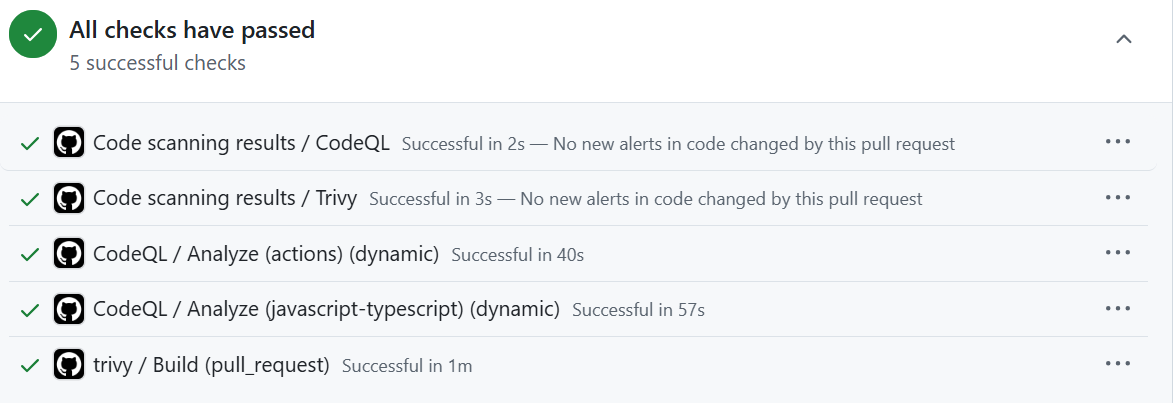 All checks have passed
5 successful checks
Code scanning results / CodeQL Successful in 2s — No new alerts in code changed by this pull request
Code scanning results / Trivy Successful in 3s — No new alerts in code changed by this pull request
CodeQL / Analyze (actions) (dynamic) Successful in 40s
CodeQL / Analyze (javascript-typescript) (dynamic) Successful in 57s
trivy / Build (pull_request) Successful in 1m